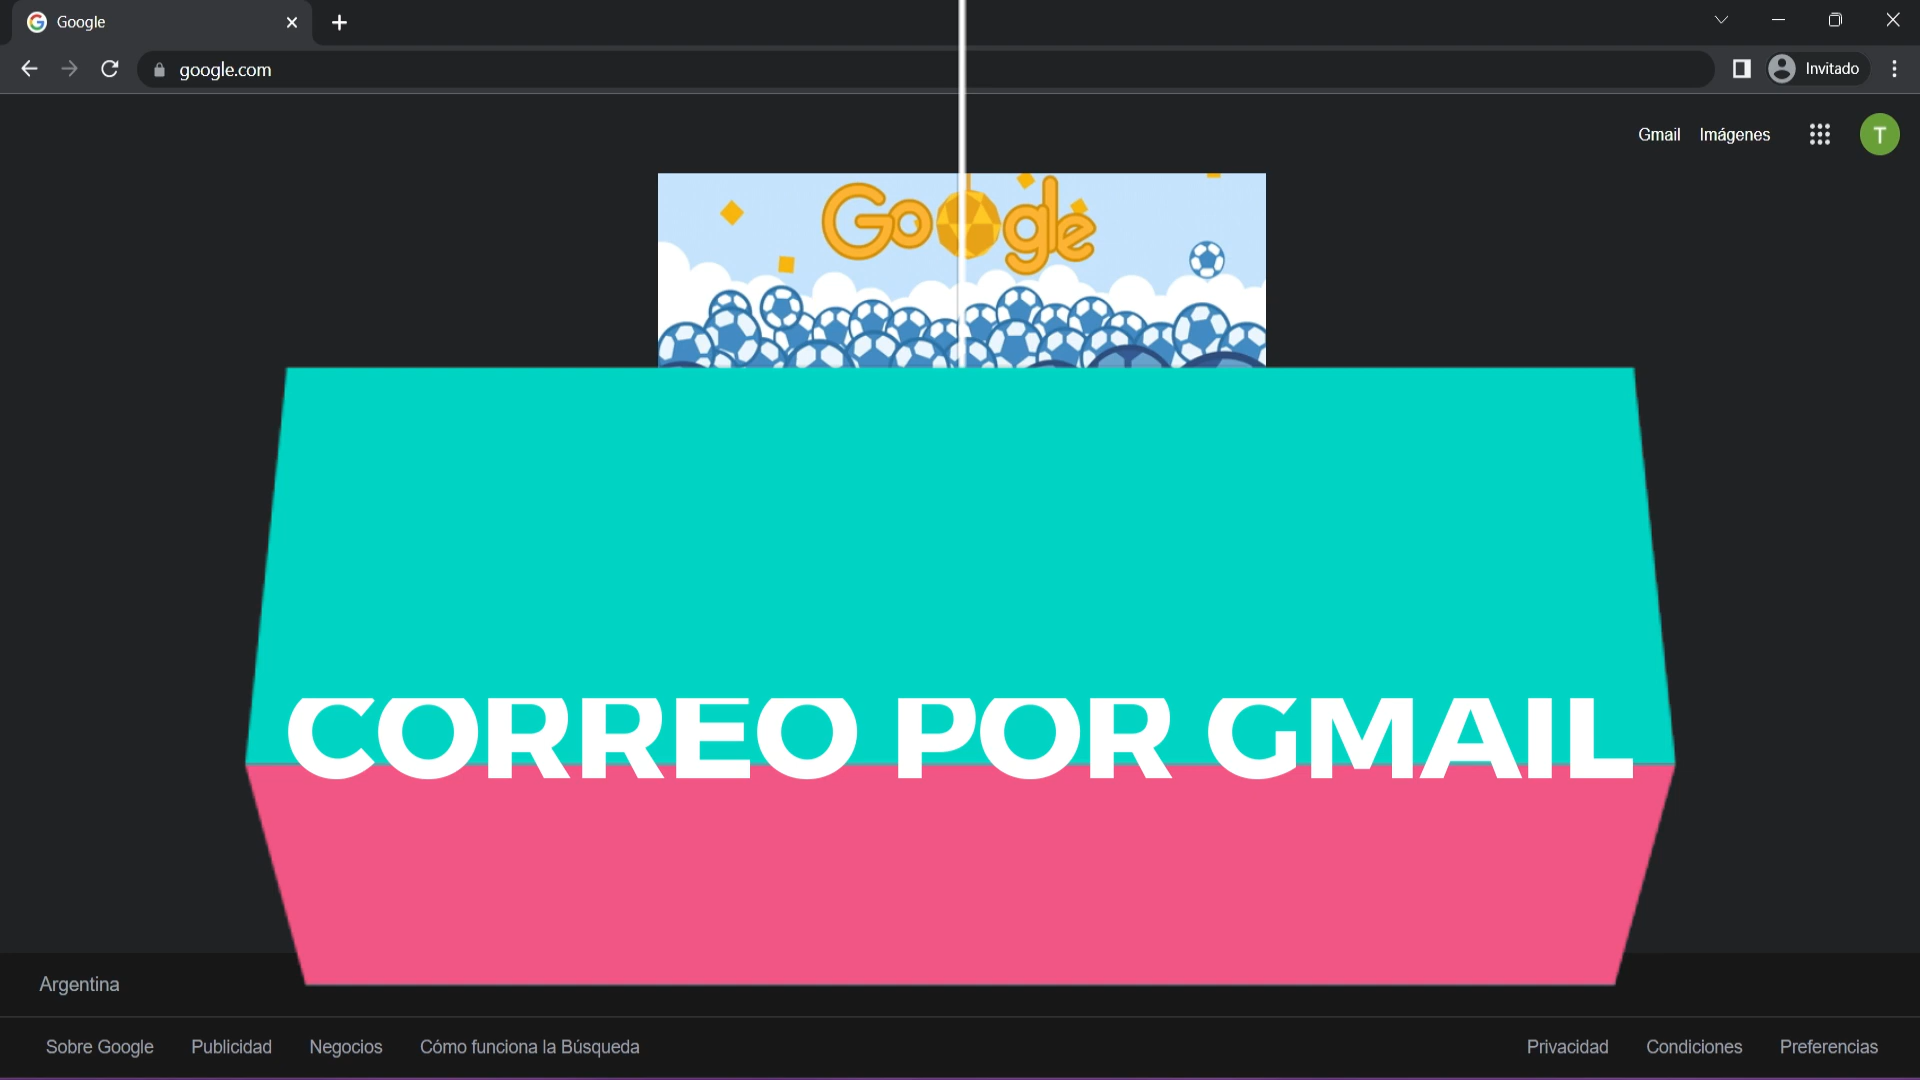 Google
google.com
Invitado
Gmail Imágenes
T
Google
CORREO POR GMAIL
Argentina
Sobre Google Publicidad Negocios Cómo funciona la Búsqueda Privacidad Condiciones Preferencias